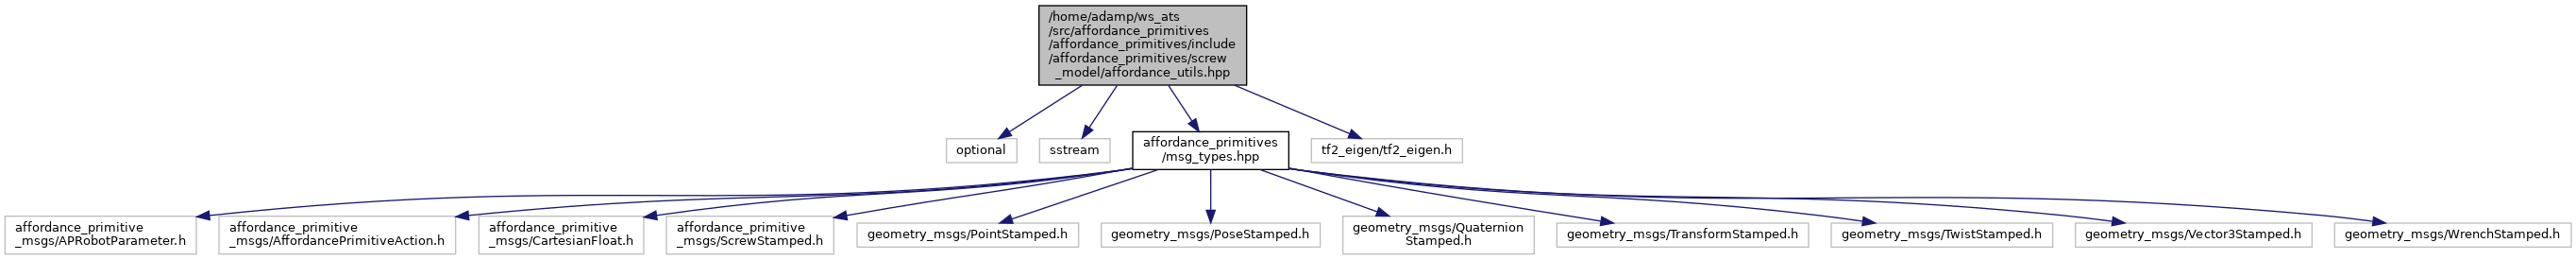 /home/adamp/ws_ats
/src/affordance_primitives
/affordance_primitives/include
/affordance_primitives/screw
_model/affordance_utils.hpp
optional
sstream
affordance_primitives
/msg_types.hpp
tf2_eigen/tf2_eigen.h
affordance_primitive
_msgs/APRobotParameter.h
affordance_primitive
_msgs/AffordancePrimitiveAction.h
affordance_primitive
_msgs/CartesianFloat.h
affordance_primitive
_msgs/ScrewStamped.h
geometry_msgs/PointStamped.h
geometry_msgs/PoseStamped.h
geometry_msgs/Quaternion
Stamped.h
geometry_msgs/TransformStamped.h
geometry_msgs/TwistStamped.h
geometry_msgs/Vector3Stamped.h
geometry_msgs/WrenchStamped.h